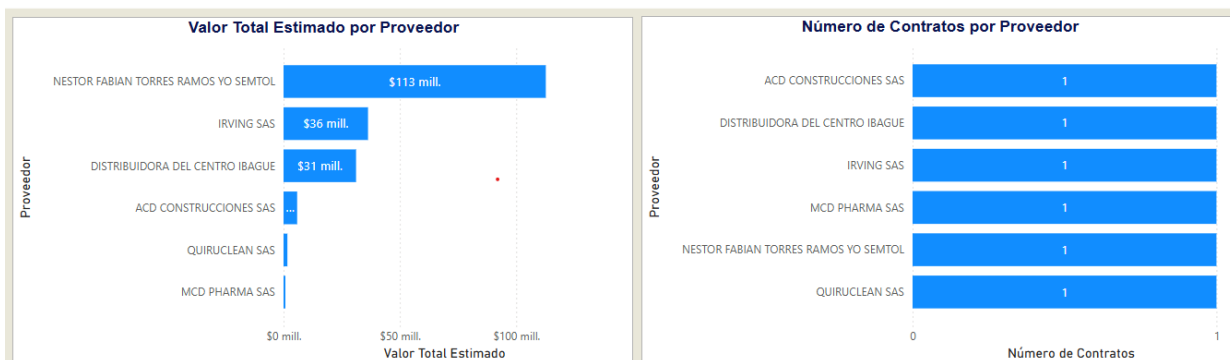 Valor Total Estimado por Proveedor
Proveedor
NESTOR FABIAN TORRES RAMOS YO SEMTOL
$113 mill.
IRVING SAS
$36 mill.
DISTRIBUIDORA DEL CENTRO IBAGUE
$31 mill.
ACD CONSTRUCCIONES SAS
...
QUIRUCLEAN SAS
MCD PHARMA SAS
$0 mill.
$50 mill.
$100 mill.
Valor Total Estimado
Número de Contratos por Proveedor
Proveedor
ACD CONSTRUCCIONES SAS
1
DISTRIBUIDORA DEL CENTRO IBAGUE
1
IRVING SAS
1
MCD PHARMA SAS
1
NESTOR FABIAN TORRES RAMOS YO SEMTOL
1
QUIRUCLEAN SAS
1
0
1
Número de Contratos